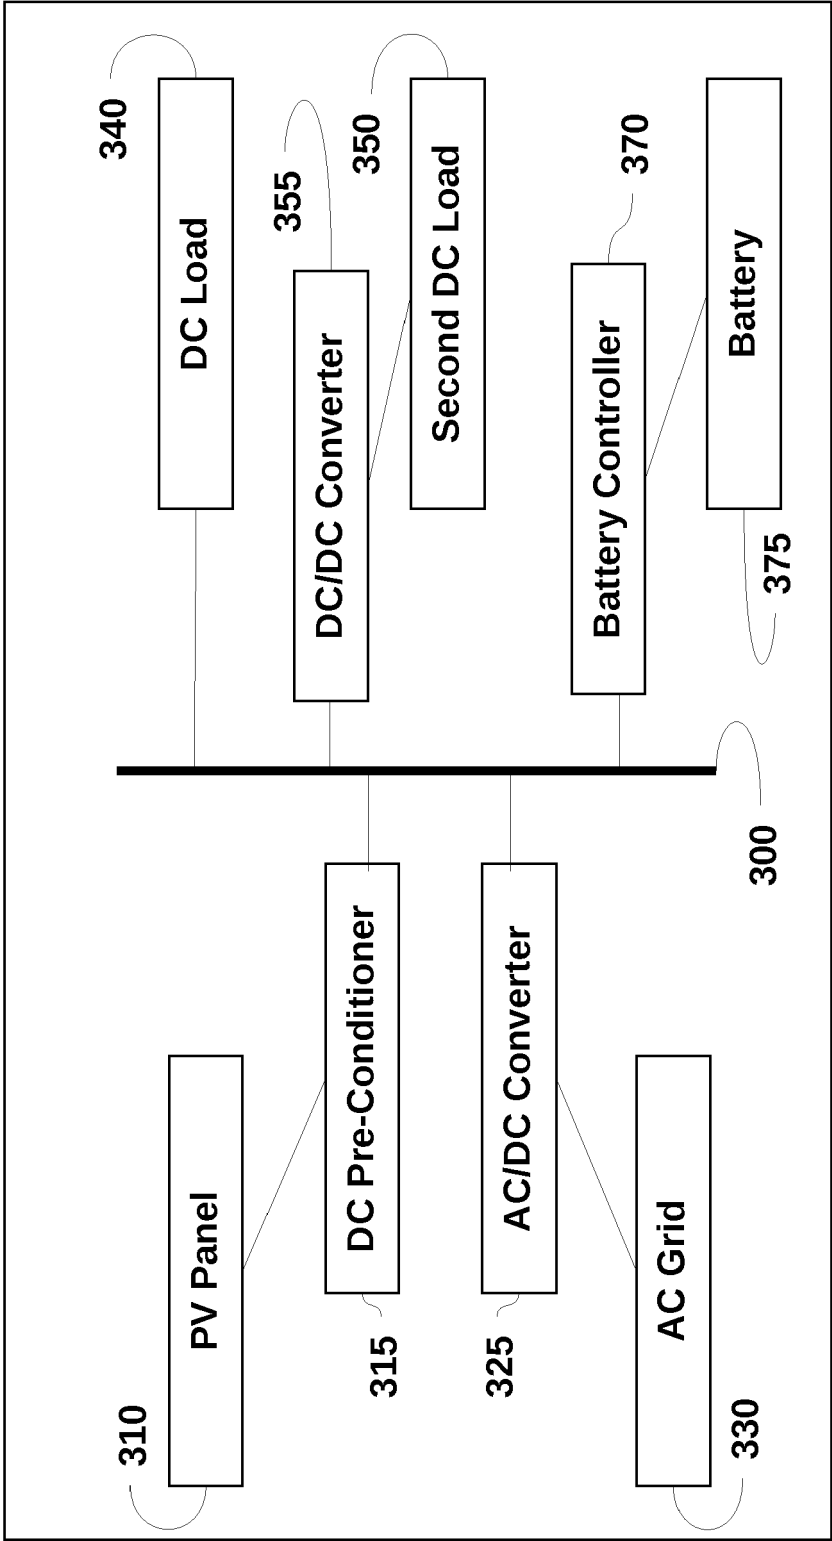 310
PV Panel
315
DC Pre-Conditioner
325
AC/DC Converter
330
AC Grid
300
340
DC Load
355
DC/DC Converter
350
Second DC Load
370
Battery Controller
375
Battery